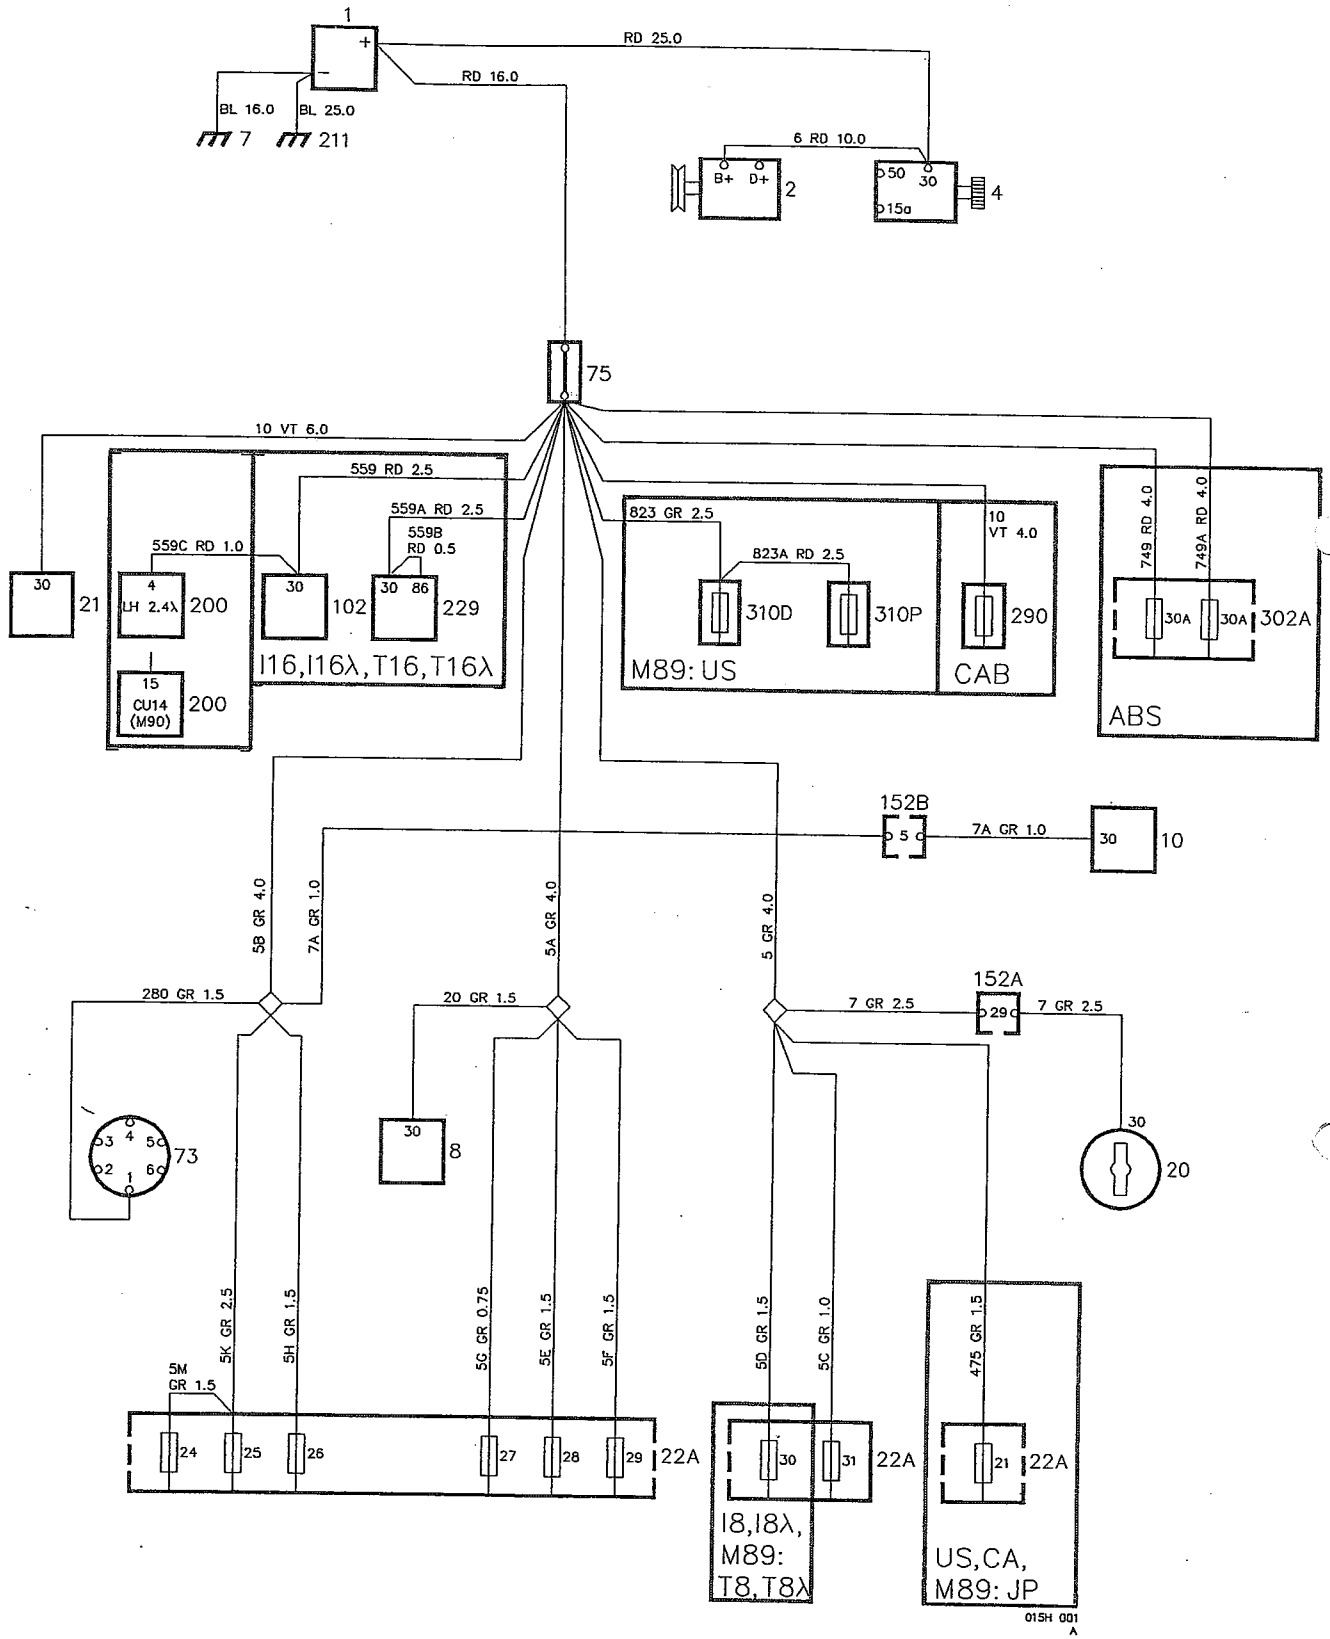 1
+
RD 25.0
−
RD 16.0
BL 16.0
BL 25.0
7
211
6 RD 10.0
B+
D+
2
50
30
15a
4
75
10 VT 6.0
559 RD 2.5
559A RD 2.5
559B
RD 0.5
559C RD 1.0
823 GR 2.5
823A RD 2.5
10
VT 4.0
749 RD 4.0
749A RD 4.0
30
21
4
LH 2.4λ
200
30
102
30
86
229
310D
310P
290
30A
30A
302A
I16,I16λ,T16,T16λ
M89: US
CAB
15
CU14
(M90)
200
ABS
152B
5
7A GR 1.0
30
10
5B GR 4.0
7A GR 1.0
5A GR 4.0
5 GR 4.0
280 GR 1.5
20 GR 1.5
7 GR 2.5
152A
29
7 GR 2.5
3
4
5
2
1
6
73
30
8
30
20
5K GR 2.5
5H GR 1.5
5G GR 0.75
5E GR 1.5
5F GR 1.5
5D GR 1.5
5C GR 1.0
475 GR 1.5
5M
GR 1.5
24
25
26
27
28
29
22A
30
31
22A
21
22A
I8,I8λ,
M89:
T8,T8λ
US,CA,
M89: JP
015H 001
A